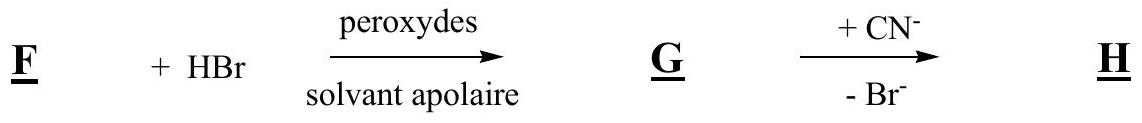 F + HBr peroxydes solvant apolaire G + CN- - Br- H